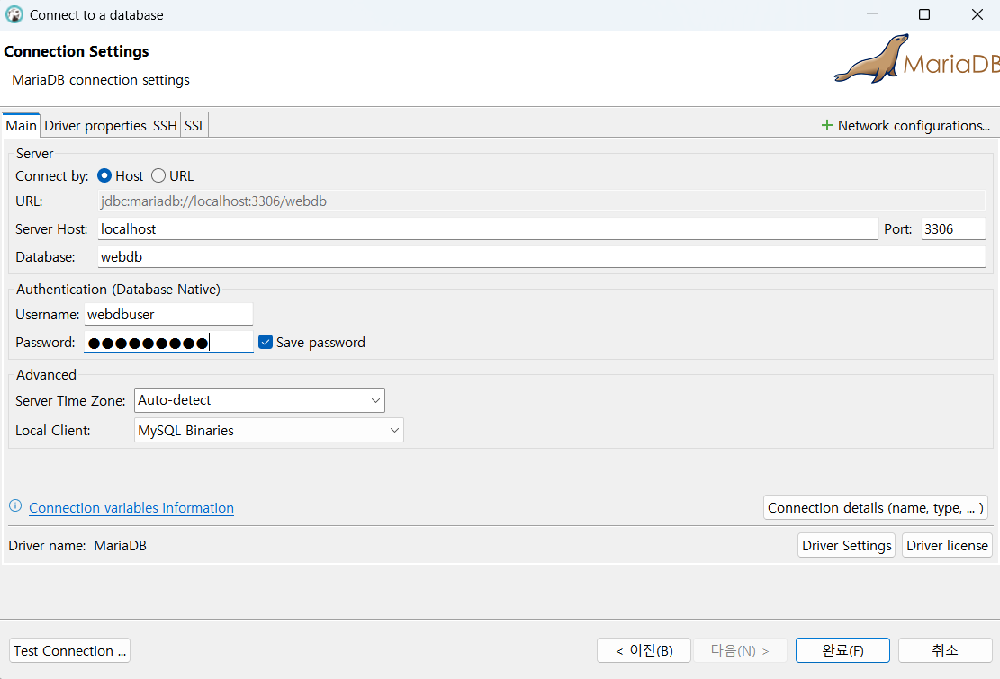 Connect to a database
Connection Settings
MariaDB connection settings
MariaDB
Main Driver properties SSH SSL Network configurations...
Server
Connect by: Host URL
URL: jdbc:mariadb://localhost:3306/webdb
Server Host: localhost Port: 3306
Database: webdb
Authentication (Database Native)
Username: webdbuser
Password: ●●●●●●●●● Save password
Advanced
Server Time Zone: Auto-detect
Local Client: MySQL Binaries
Connection variables information Connection details (name, type, ... )
Driver name: MariaDB Driver Settings Driver license
Test Connection ... < 이전(B) 다음(N) > 완료(F) 취소